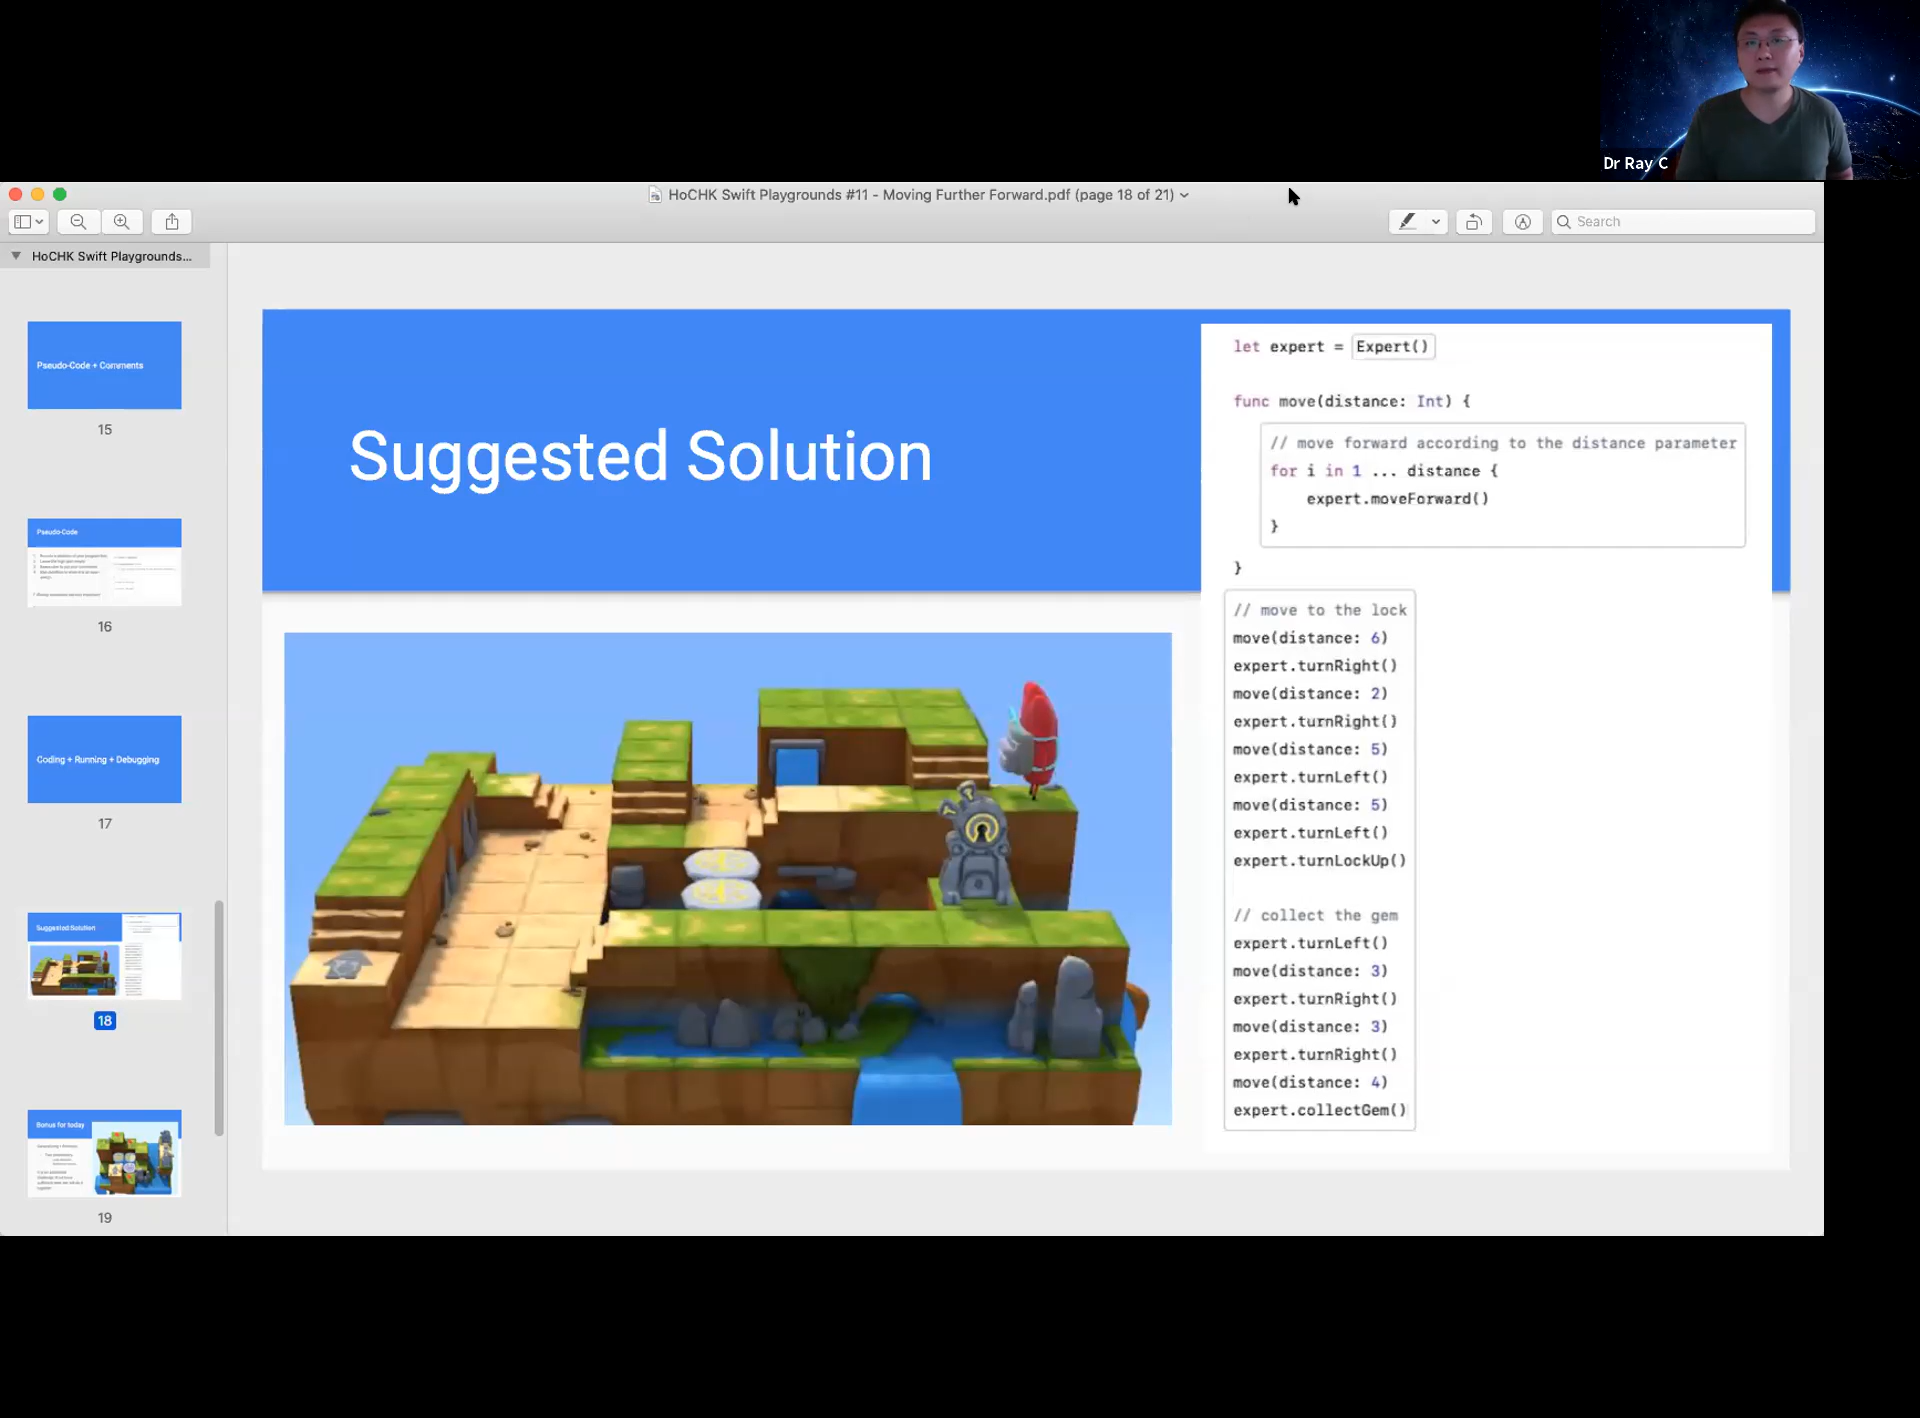 Dr Ray C
HoCHK Swift Playgrounds #11 - Moving Further Forward.pdf (page 18 of 21)
Search
HoCHK Swift Playgrounds...
Pseudo-Code + Comments
15
Pseudo-Code
16
Coding + Running + Debugging
17
Suggested Solution
18
Bonus for today
19
Suggested Solution
let expert = Expert()
func move(distance: Int) {
// move forward according to the distance parameter
for i in 1 ... distance {
expert.moveForward()
}
}
// move to the lock
move(distance: 6)
expert.turnRight()
move(distance: 2)
expert.turnRight()
move(distance: 5)
expert.turnLeft()
move(distance: 5)
expert.turnLeft()
expert.turnLockUp()
// collect the gem
expert.turnLeft()
move(distance: 3)
expert.turnRight()
move(distance: 3)
expert.turnRight()
move(distance: 4)
expert.collectGem()